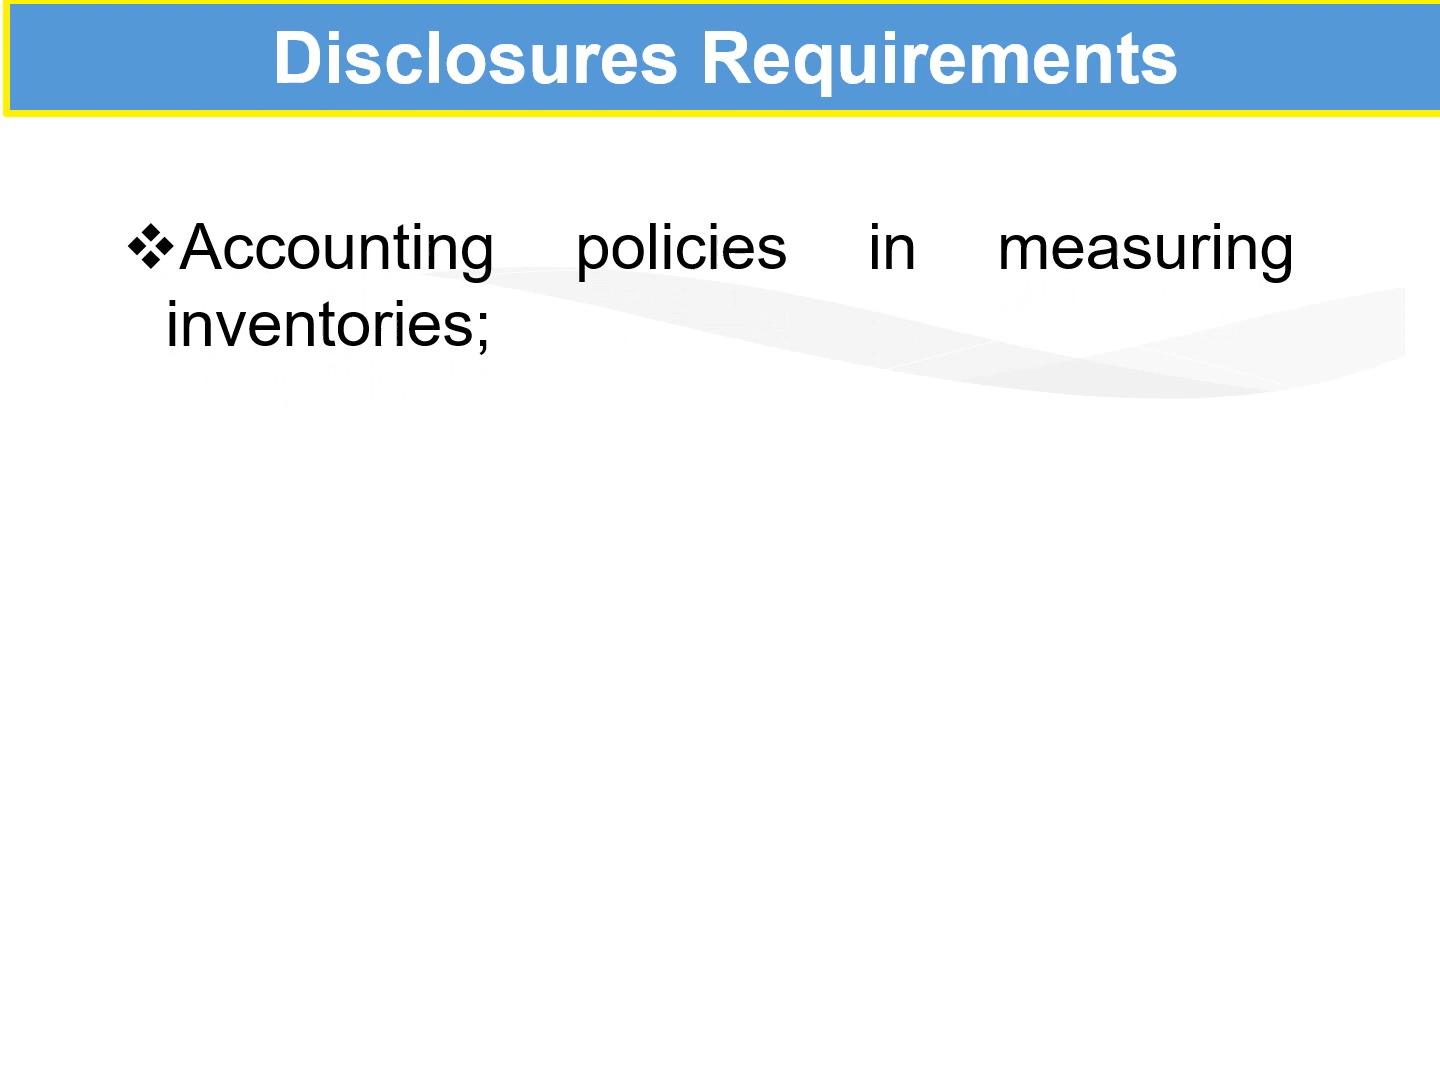 Disclosures Requirements
❖Accounting policies in measuring
inventories;